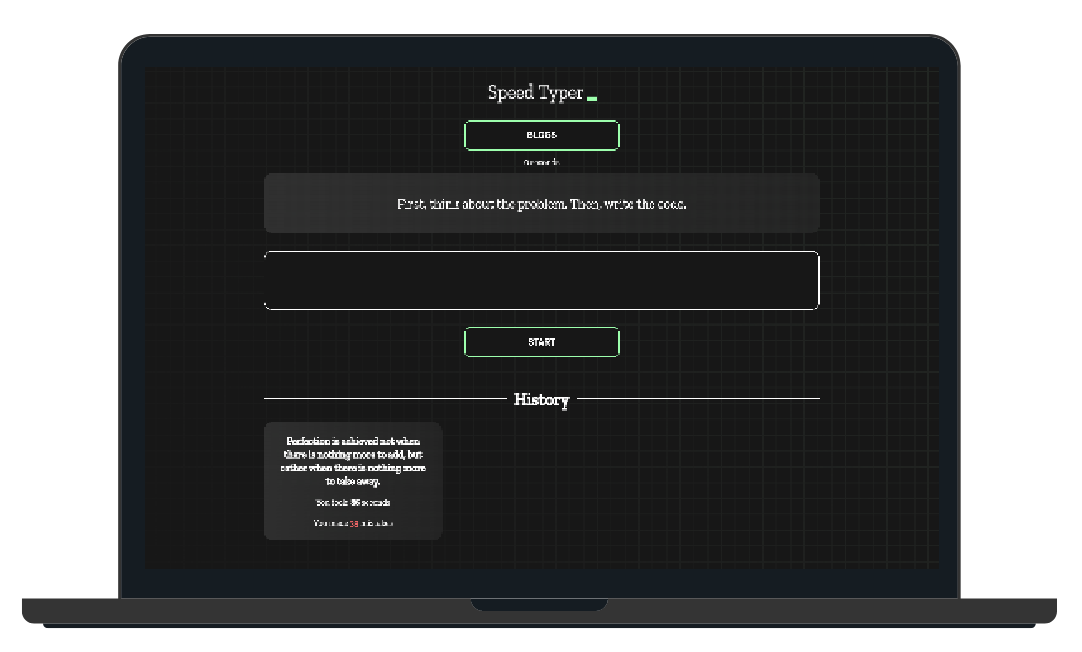 Speed Typer
BLOGS
0 seconds
First, think about the problem. Then, write the code.
START
History
Perfection is achieved not when
there is nothing more to add, but
rather when there is nothing more
to take away.
You took seconds
You made mistakes